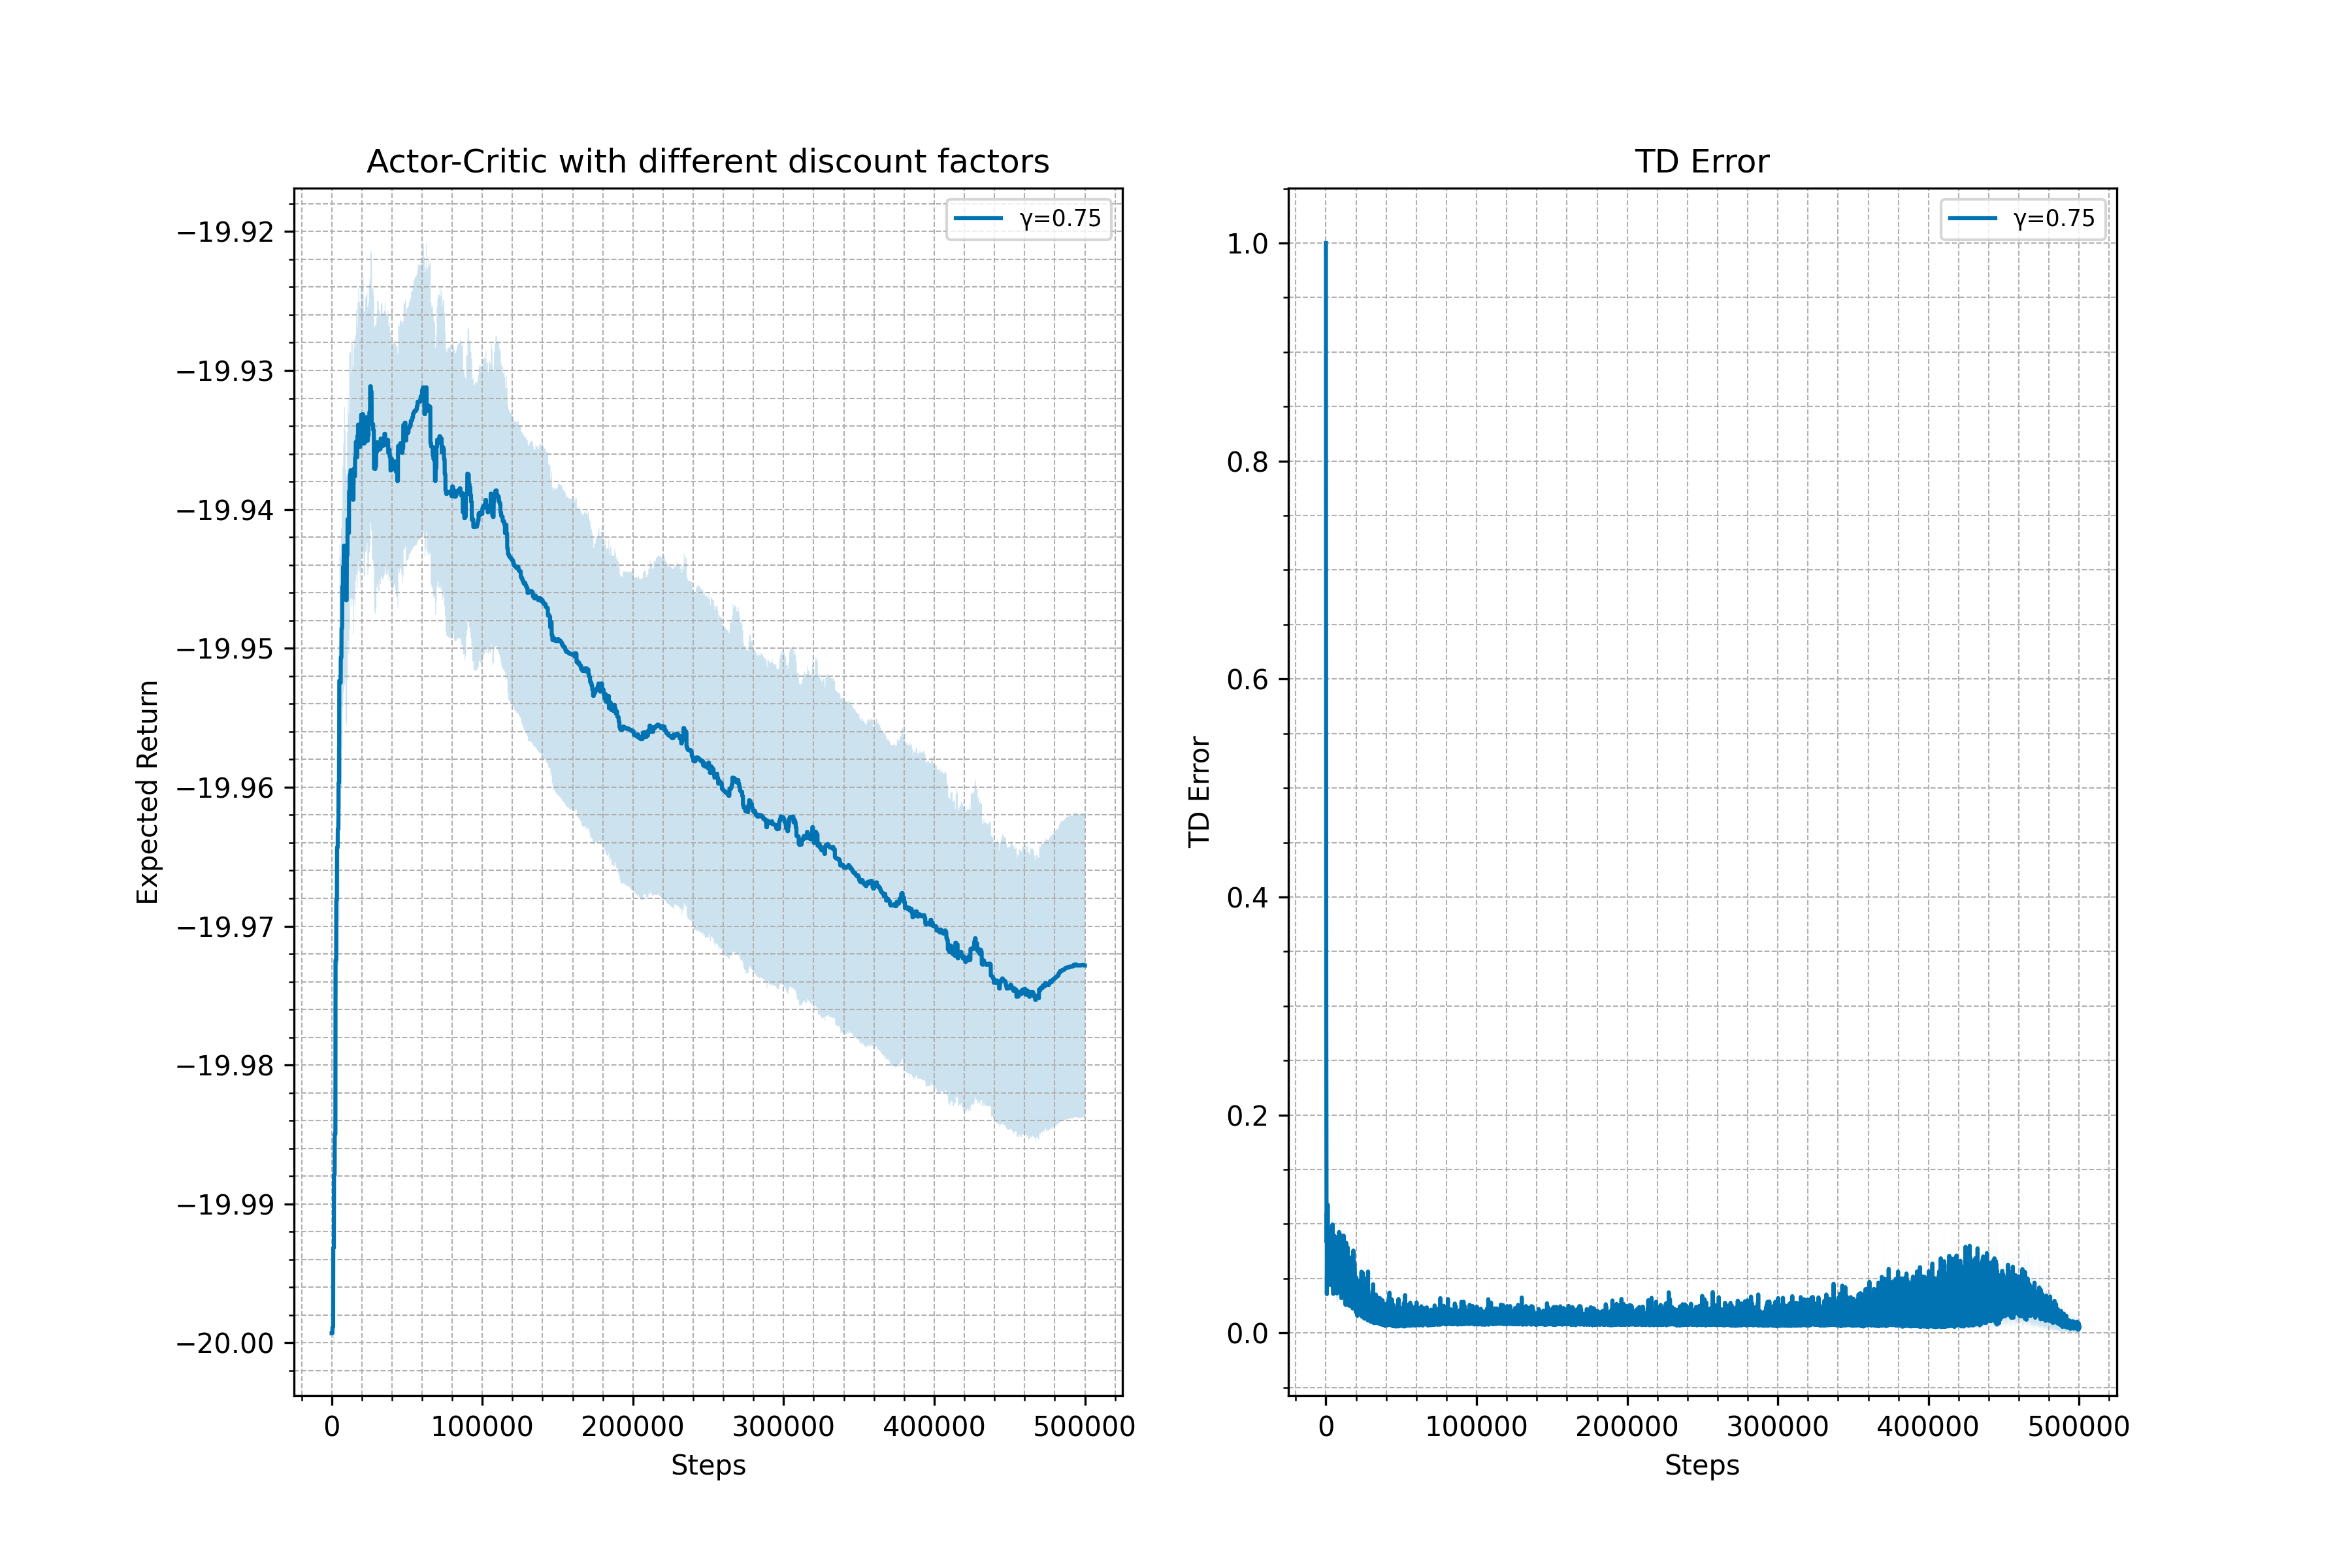 Actor-Critic with different discount factors
γ=0.75
Expected Return
−19.92
−19.93
−19.94
−19.95
−19.96
−19.97
−19.98
−19.99
−20.00
0 100000 200000 300000 400000 500000
Steps
TD Error
γ=0.75
TD Error
1.0
0.8
0.6
0.4
0.2
0.0
0 100000 200000 300000 400000 500000
Steps